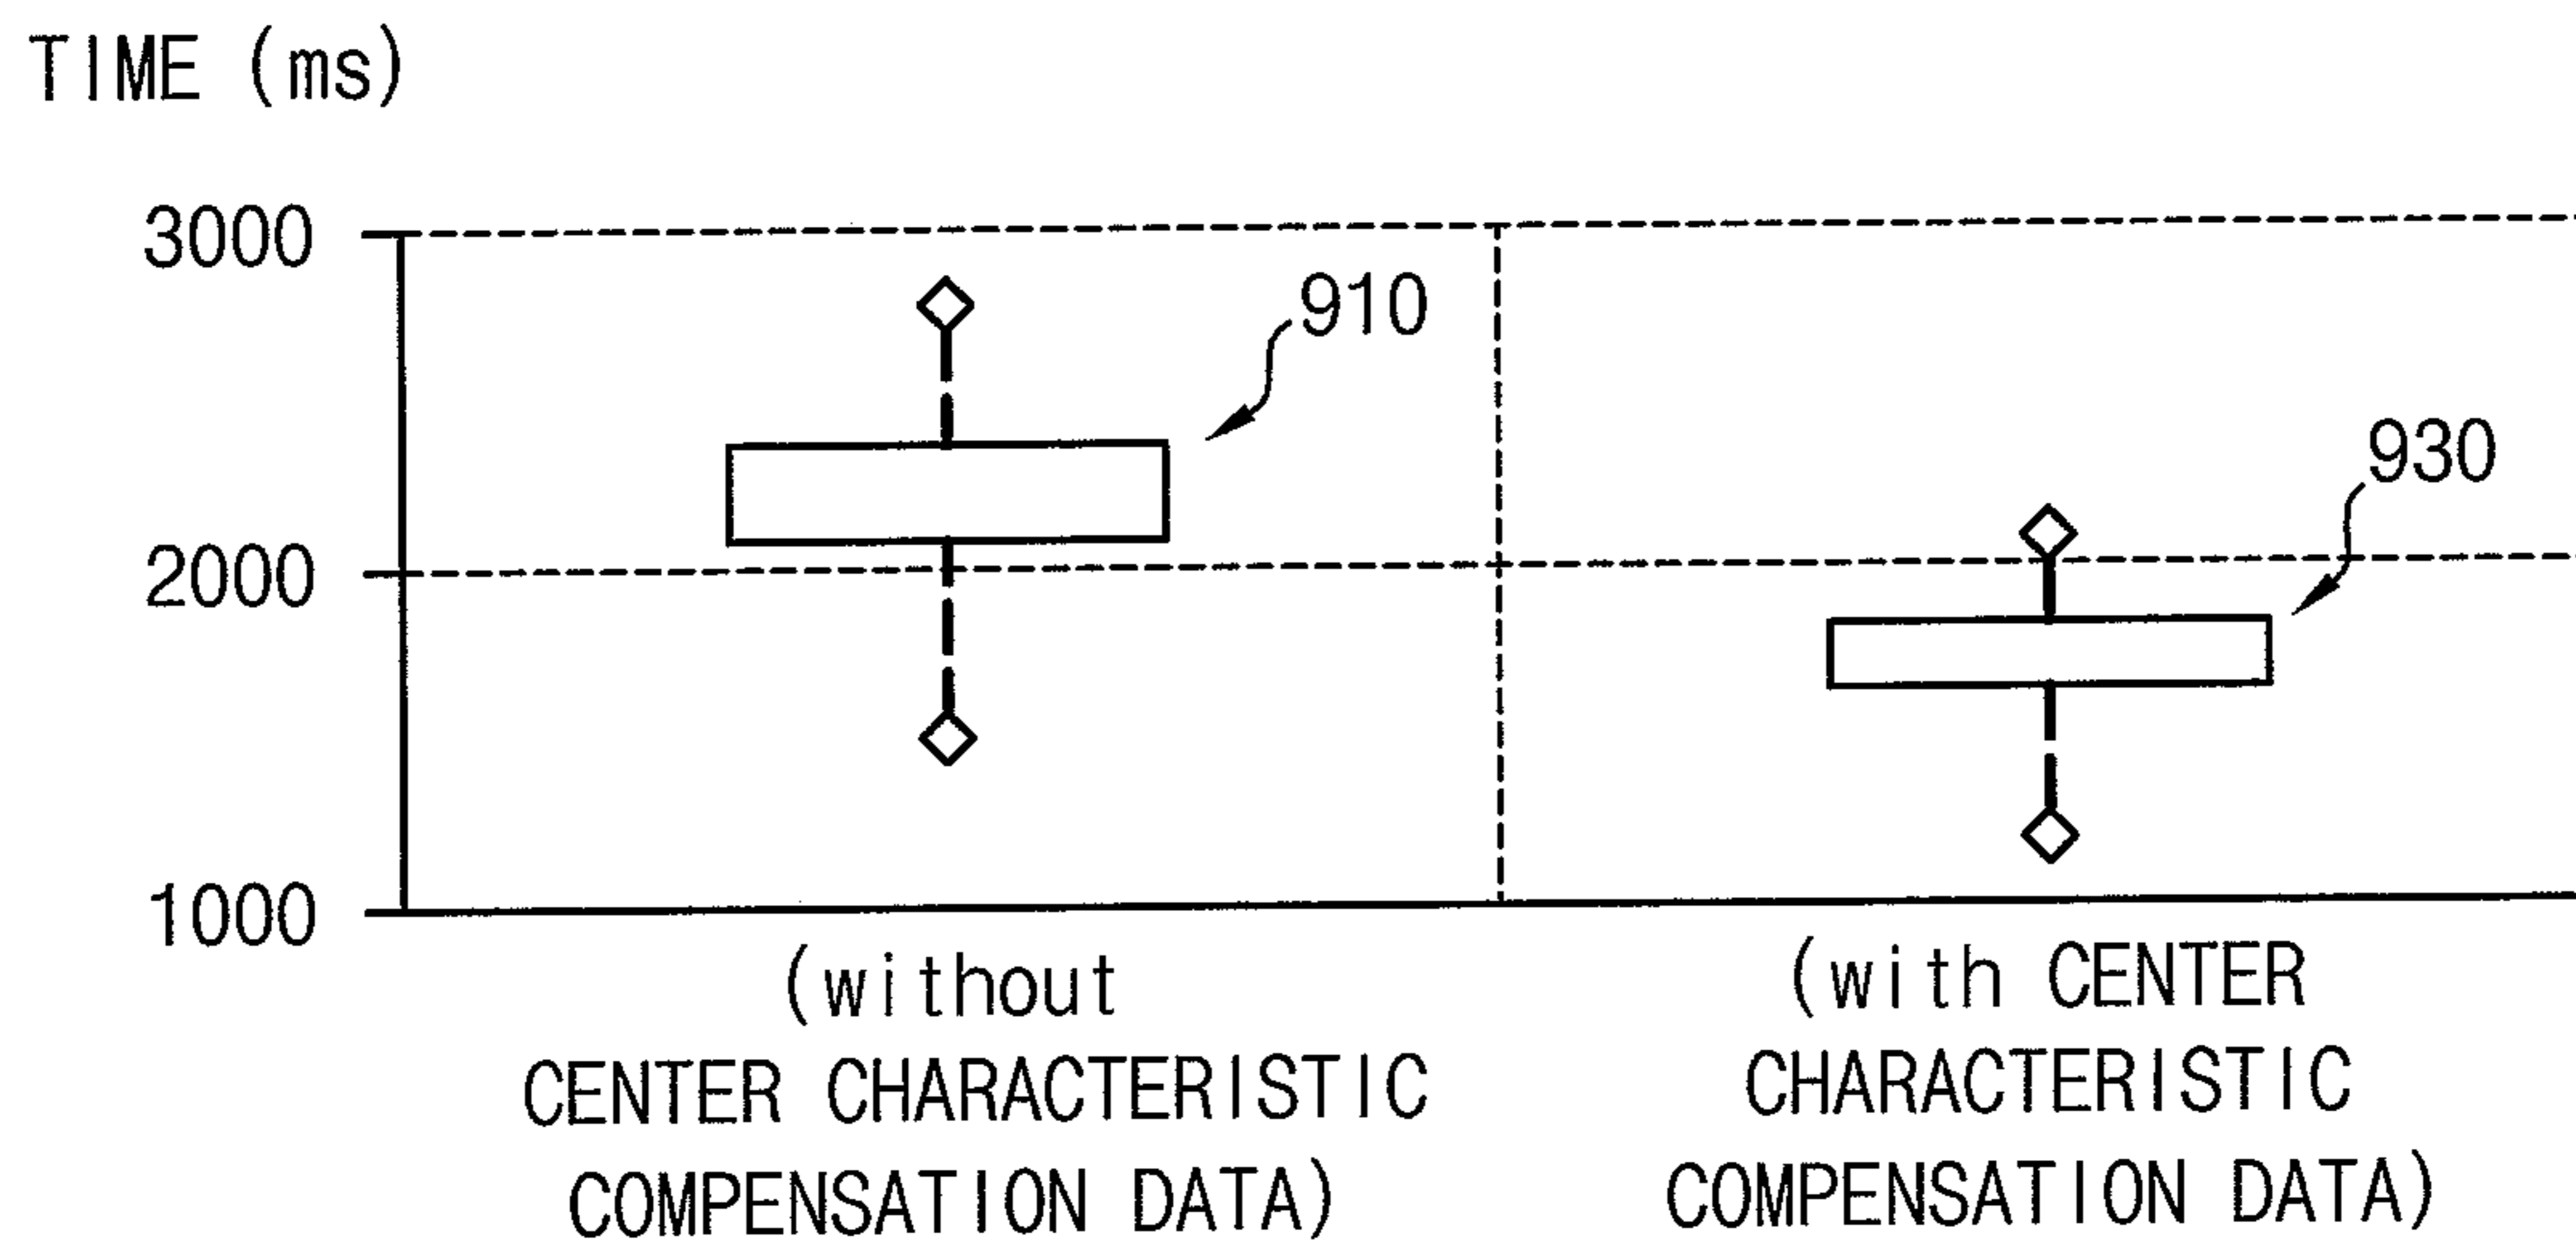 TIME (ms)
3000
910
930
2000
1000
(without
CENTER CHARACTERISTIC
COMPENSATION DATA)
(with CENTER
CHARACTERISTIC
COMPENSATION DATA)